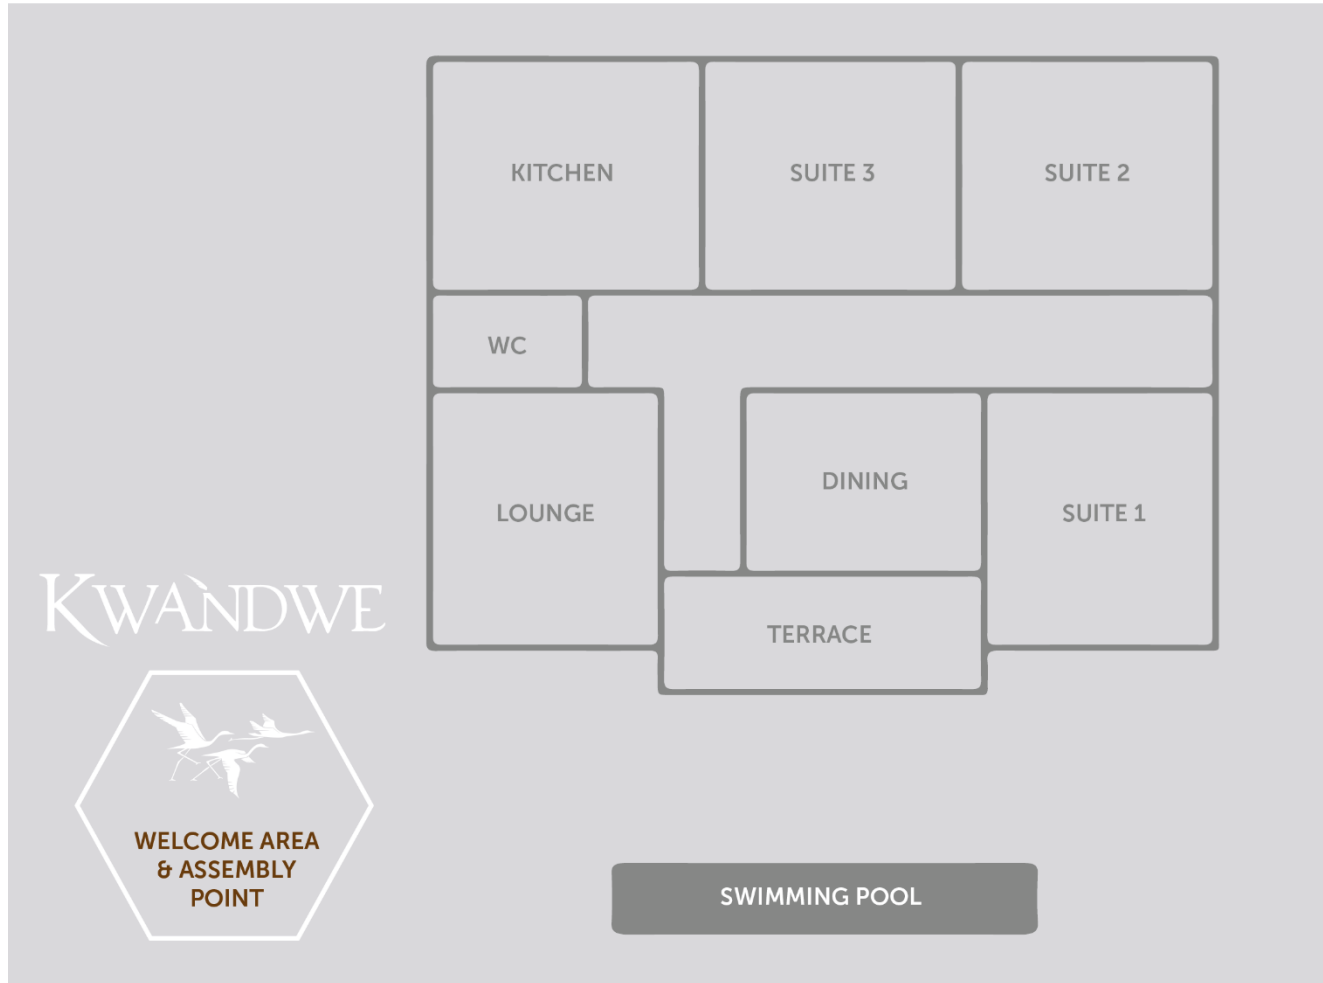 KITCHEN
SUITE 3
SUITE 2
WC
LOUNGE
DINING
SUITE 1
TERRACE
KWANDWE
WELCOME AREA
& ASSEMBLY
POINT
SWIMMING POOL